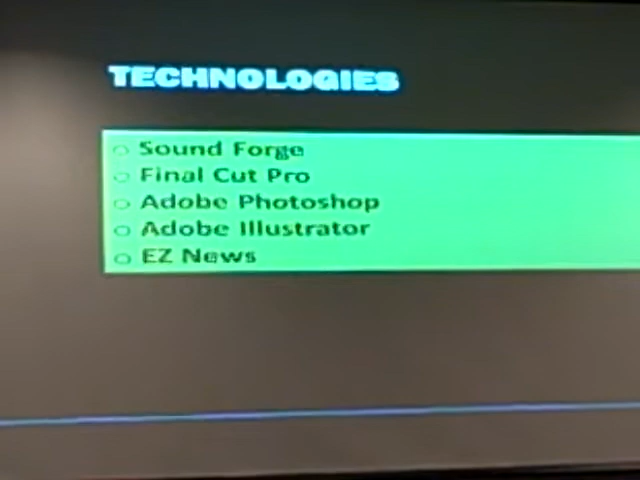 TECHNOLOGIES
Sound Forge
Final Cut Pro
Adobe Photoshop
Adobe Illustrator
EZ News